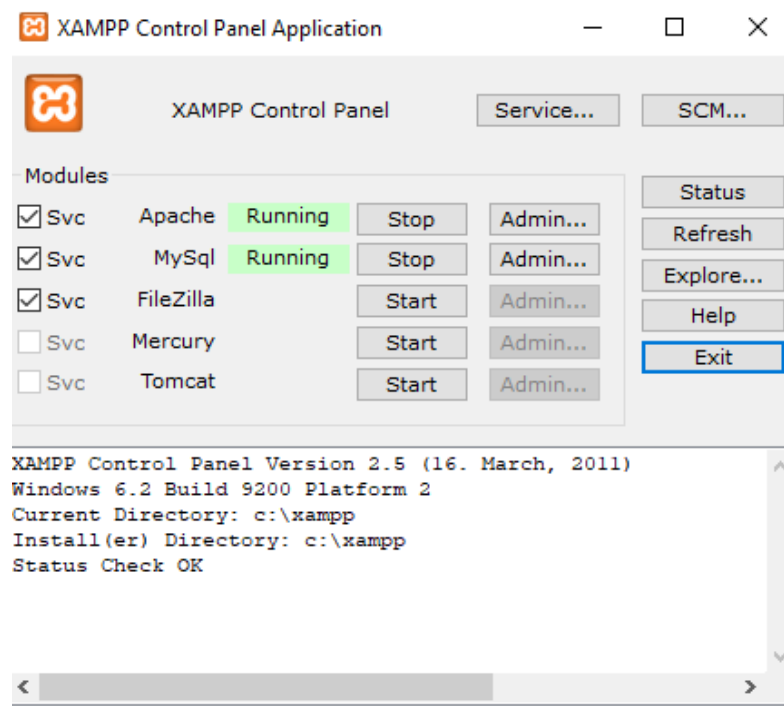 XAMPP Control Panel Application
XAMPP Control Panel Service... SCM...
Modules
Svc Apache Running Stop Admin...
Svc MySql Running Stop Admin...
Svc FileZilla Start Admin...
Svc Mercury Start Admin...
Svc Tomcat Start Admin...
Status
Refresh
Explore...
Help
Exit
XAMPP Control Panel Version 2.5 (16. March, 2011)
Windows 6.2 Build 9200 Platform 2
Current Directory: c:\xampp
Install(er) Directory: c:\xampp
Status Check OK